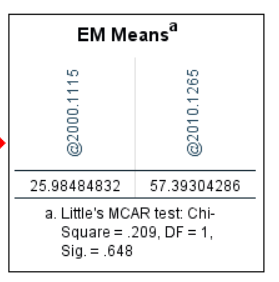 EM Meansᵃ
@2000.1115
@2010.1265
25.98484832 57.39304286
a. Little's MCAR test: Chi-
Square = .209, DF = 1,
Sig. = .648